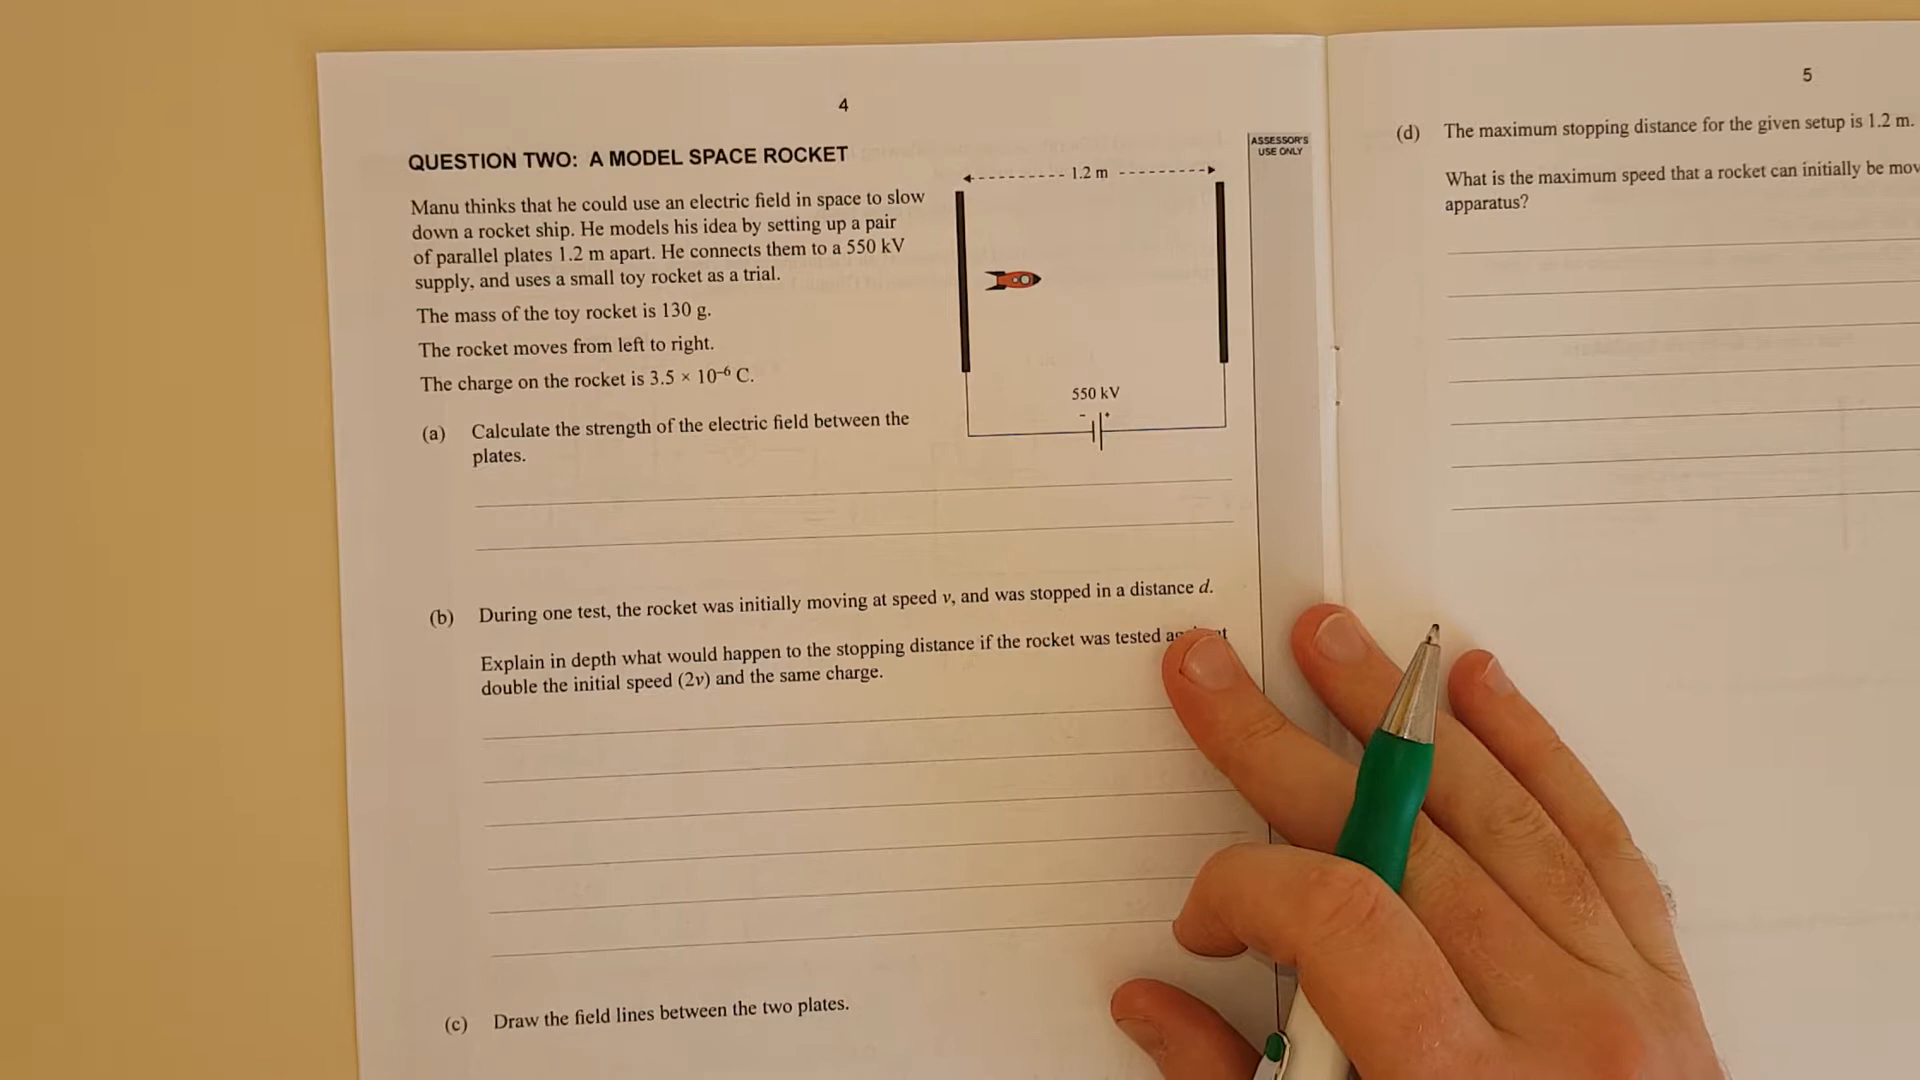 4
QUESTION TWO: A MODEL SPACE ROCKET
Manu thinks that he could use an electric field in space to slow
down a rocket ship. He models his idea by setting up a pair
of parallel plates 1.2 m apart. He connects them to a 550 kV
supply, and uses a small toy rocket as a trial.
The mass of the toy rocket is 130 g.
The rocket moves from left to right.
The charge on the rocket is 3.5 × 10⁻⁶ C.
1.2 m
550 kV
- +
ASSESSOR'S
USE ONLY
(a) Calculate the strength of the electric field between the
plates.
(b) During one test, the rocket was initially moving at speed v, and was stopped in a distance d.
Explain in depth what would happen to the stopping distance if the rocket was tested
double the initial speed (2v) and the same charge.
(c) Draw the field lines between the two plates.
5
(d) The maximum stopping distance for the given setup is 1.2 m.
What is the maximum speed that a rocket can initially be
apparatus?